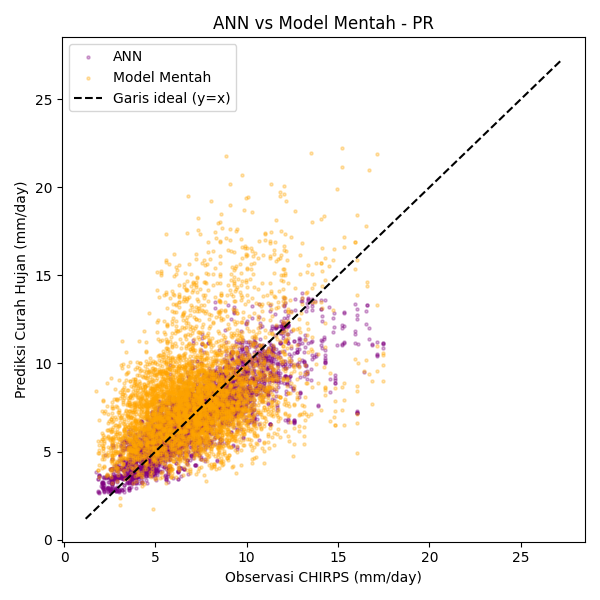 ANN vs Model Mentah - PR
ANN
Model Mentah
Garis ideal (y=x)
Prediksi Curah Hujan (mm/day)
25
20
15
10
5
0
0 5 10 15 20 25
Observasi CHIRPS (mm/day)